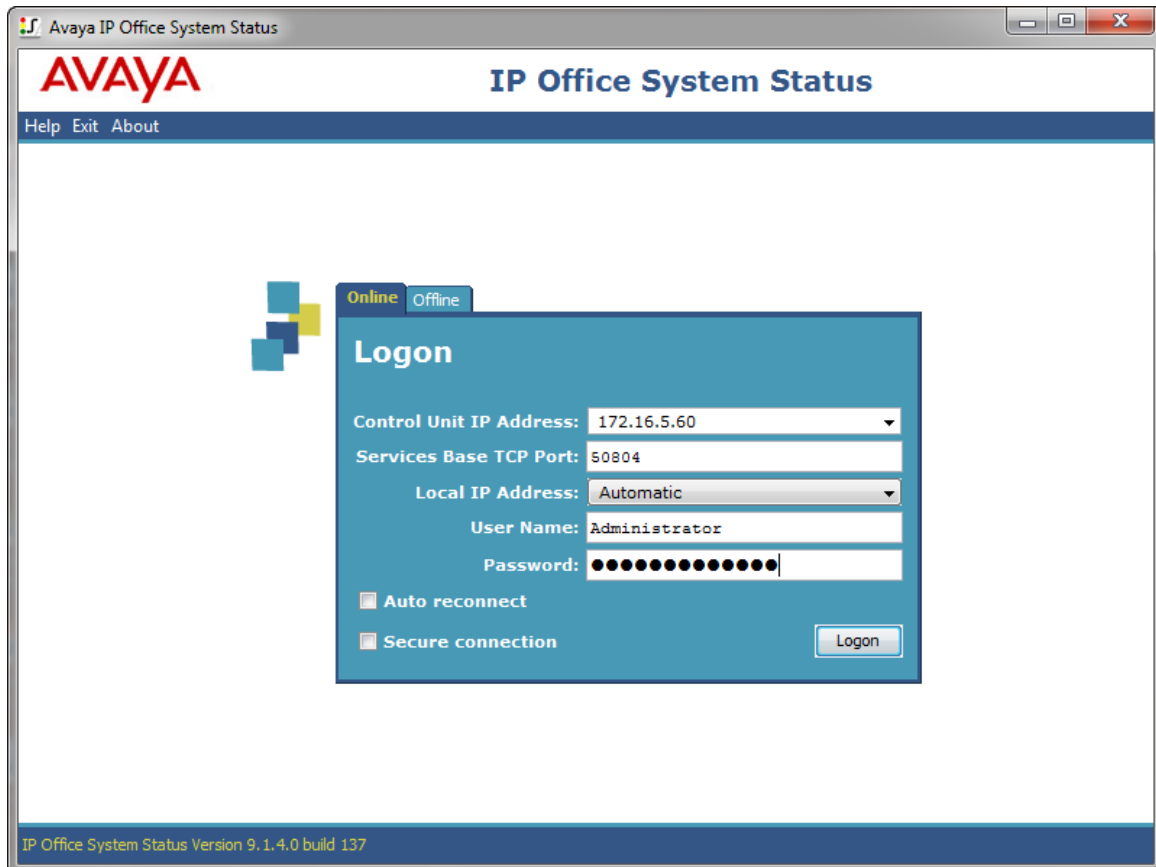 Avaya IP Office System Status
AVAYA
IP Office System Status
Help Exit About
Online Offline
Logon
Control Unit IP Address: 172.16.5.60
Services Base TCP Port: 50804
Local IP Address: Automatic
User Name: Administrator
Password: ●●●●●●●●●●●●●
Auto reconnect
Secure connection
Logon
IP Office System Status Version 9.1.4.0 build 137